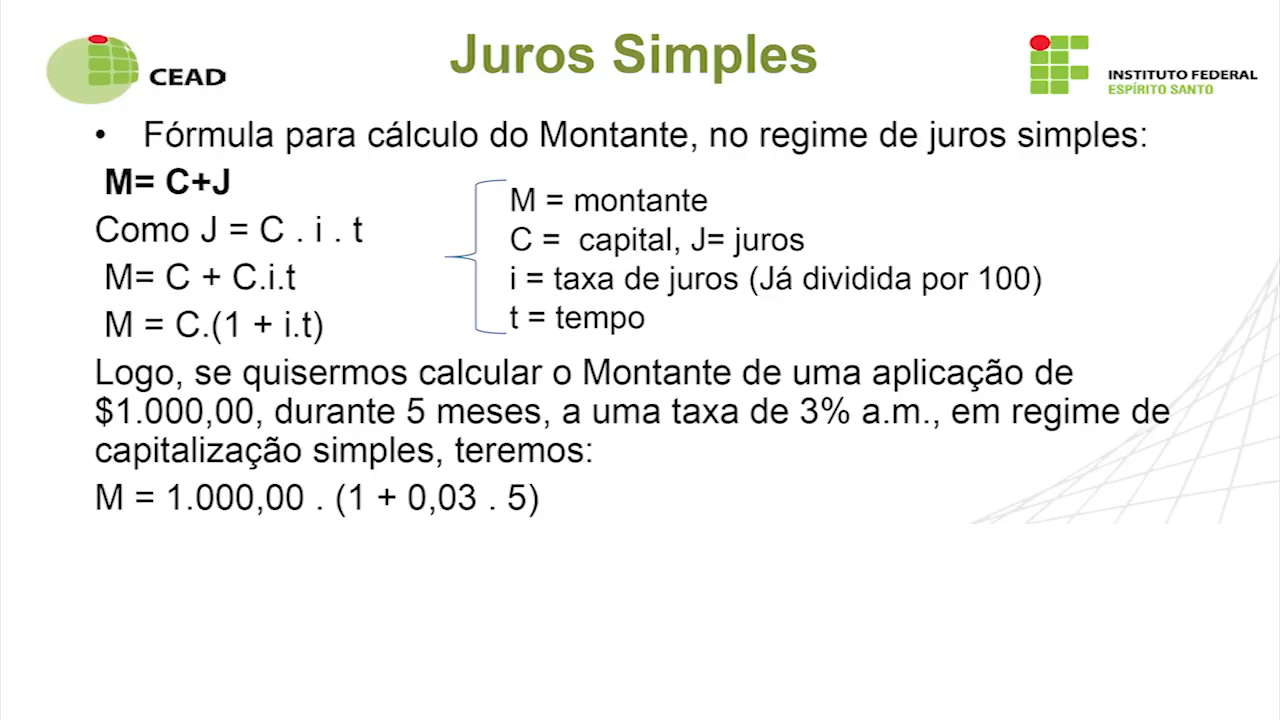 CEAD
Juros Simples
INSTITUTO FEDERAL
ESPÍRITO SANTO
• Fórmula para cálculo do Montante, no regime de juros simples:
M= C+J
Como J = C . i . t
M= C + C.i.t
M = C.(1 + i.t)
M = montante
C = capital, J= juros
i = taxa de juros (Já dividida por 100)
t = tempo
Logo, se quisermos calcular o Montante de uma aplicação de
$1.000,00, durante 5 meses, a uma taxa de 3% a.m., em regime de
capitalização simples, teremos:
M = 1.000,00 . (1 + 0,03 . 5)